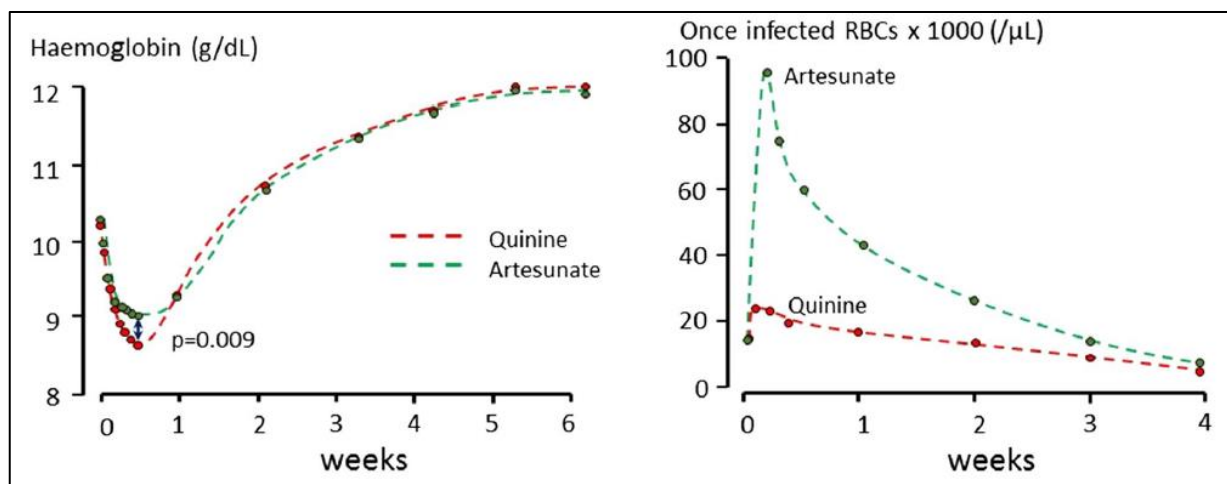 Haemoglobin (g/dL)
12
11
10
9
8
Quinine
Artesunate
p=0.009
0 1 2 3 4 5 6
weeks
Once infected RBCs x 1000 (/µL)
100
80
60
40
20
0
Artesunate
Quinine
0 1 2 3 4
weeks